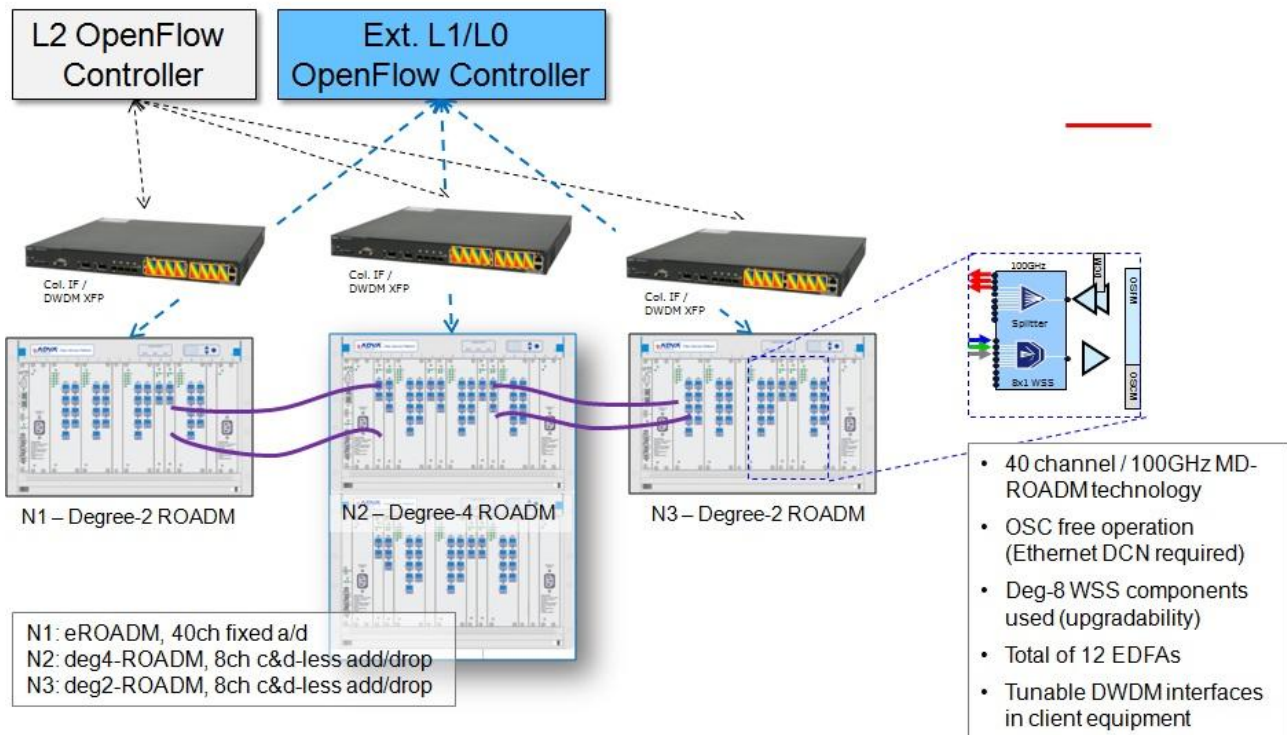 L2 OpenFlow
Controller
Ext. L1/L0
OpenFlow Controller
Col. IF /
DWDM XFP
Col. IF /
DWDM XFP
Col. IF /
DWDM XFP
100GHz
Splitter
8x1 WSS
OSFM
OSCM
ADVA
ADVA
ADVA
N1 – Degree-2 ROADM
N2 – Degree-4 ROADM
N3 – Degree-2 ROADM
N1: eROADM, 40ch fixed a/d
N2: deg4-ROADM, 8ch c&d-less add/drop
N3: deg2-ROADM, 8ch c&d-less add/drop
• 40 channel / 100GHz MD-
ROADM technology
• OSC free operation
(Ethernet DCN required)
• Deg-8 WSS components
used (upgradability)
• Total of 12 EDFAs
• Tunable DWDM interfaces
in client equipment